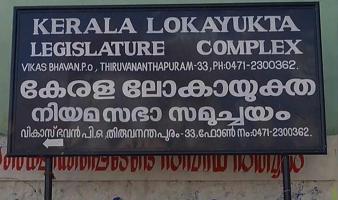 KERALA LOKAYUKTA
LEGISLATURE COMPLEX
VIKAS BHAVAN.P.o , THIRUVANANTHAPURAM-33, PH:0471-2300362.
കേരള ലോകായുക്ത
നിയമസഭാ സമുച്ചയം
വികാസ് ഭവൻ പി.ഒ,തിരുവനന്തപുരം-33,ഫോൺ നം:0471-2300362.